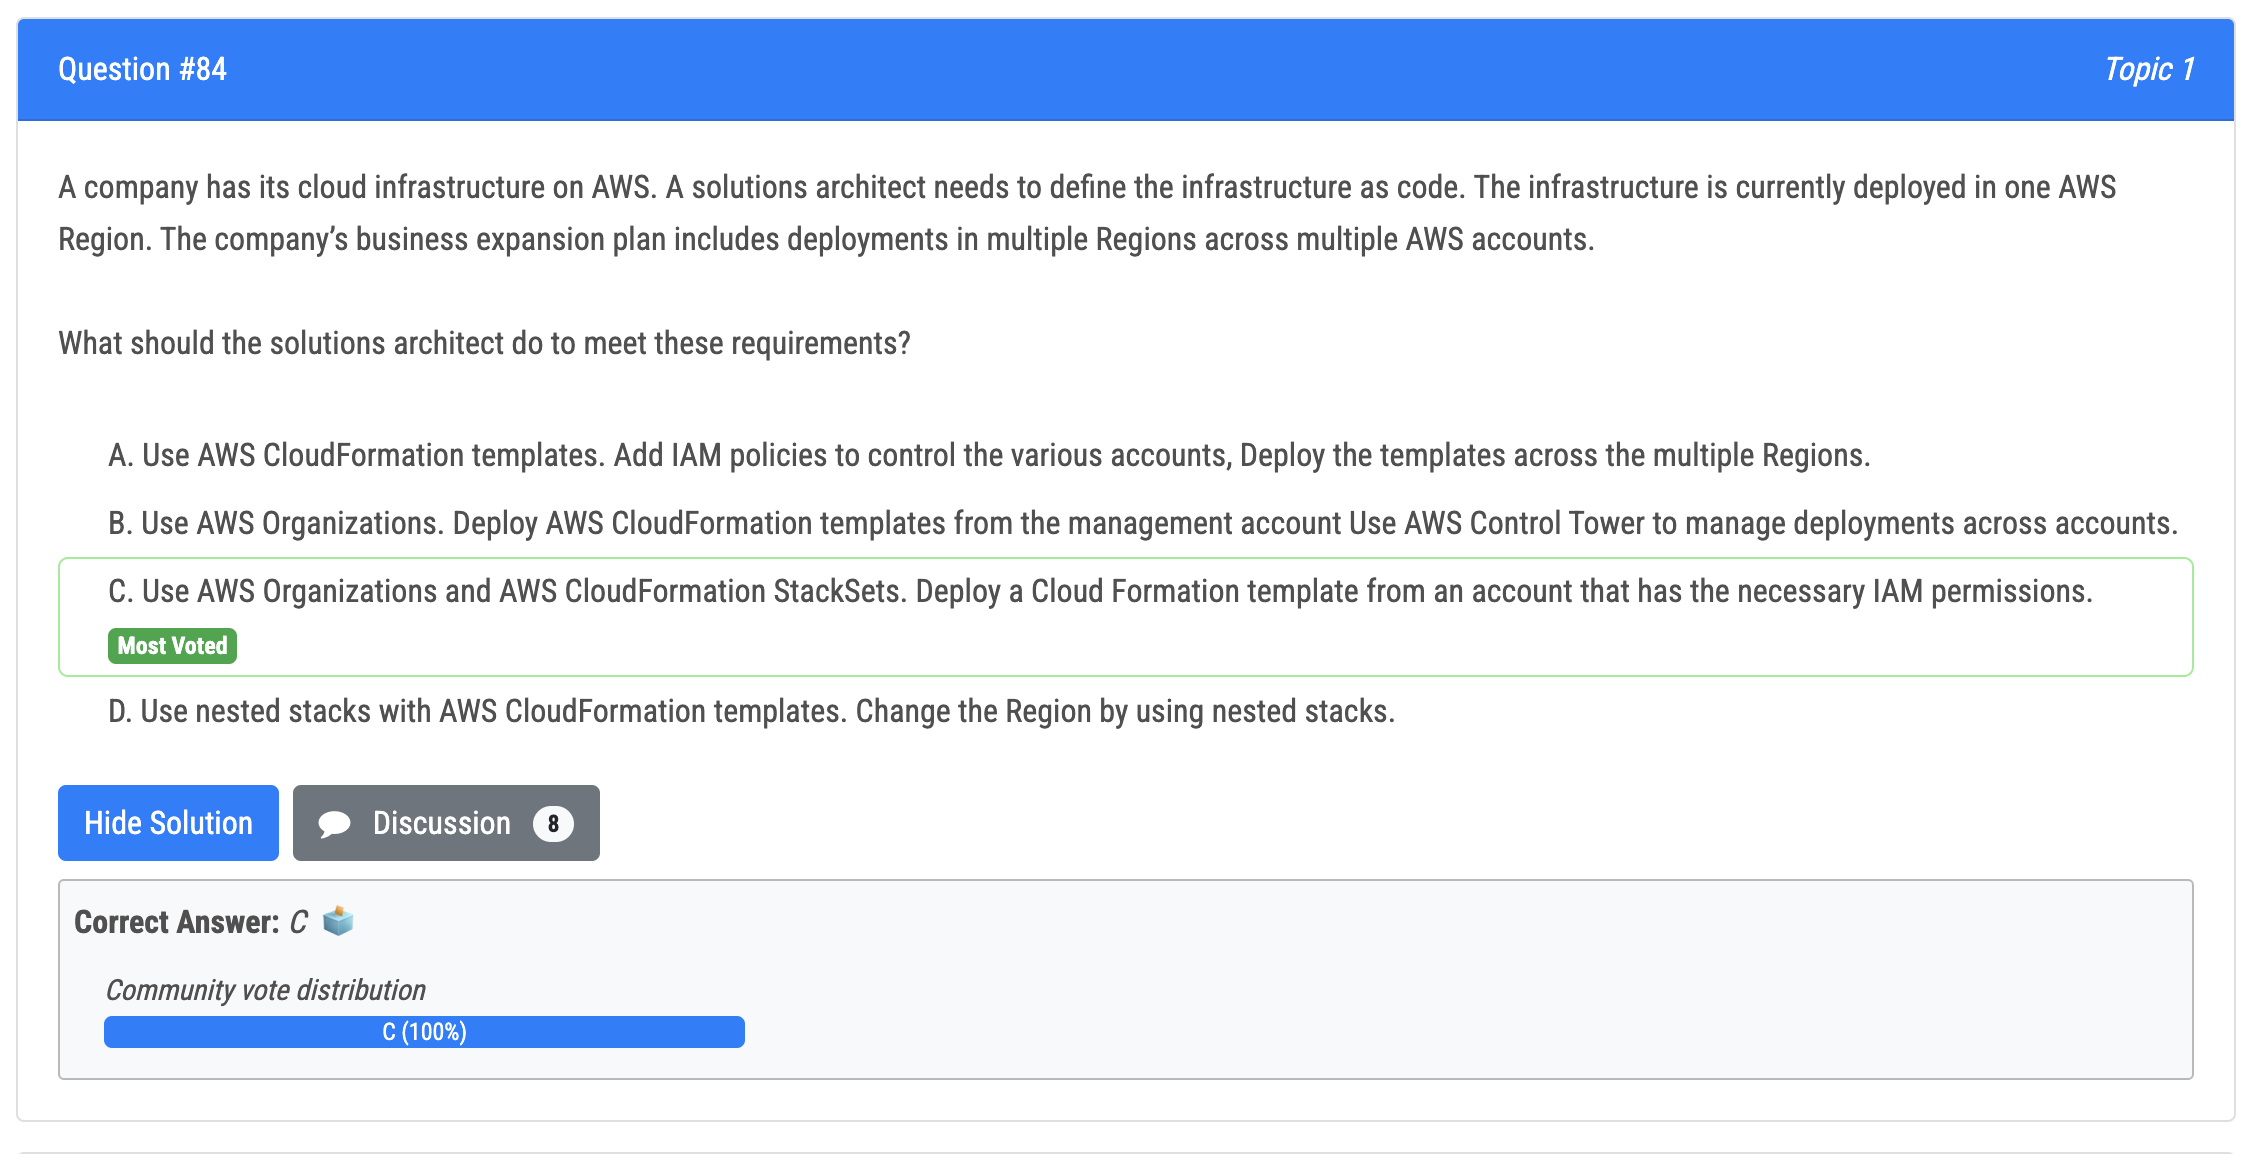 Question #84
Topic 1
A company has its cloud infrastructure on AWS. A solutions architect needs to define the infrastructure as code. The infrastructure is currently deployed in one AWS
Region. The company’s business expansion plan includes deployments in multiple Regions across multiple AWS accounts.
What should the solutions architect do to meet these requirements?
A. Use AWS CloudFormation templates. Add IAM policies to control the various accounts, Deploy the templates across the multiple Regions.
B. Use AWS Organizations. Deploy AWS CloudFormation templates from the management account Use AWS Control Tower to manage deployments across accounts.
C. Use AWS Organizations and AWS CloudFormation StackSets. Deploy a Cloud Formation template from an account that has the necessary IAM permissions.
Most Voted
D. Use nested stacks with AWS CloudFormation templates. Change the Region by using nested stacks.
Hide Solution
Discussion 8
Correct Answer: C
Community vote distribution
C (100%)